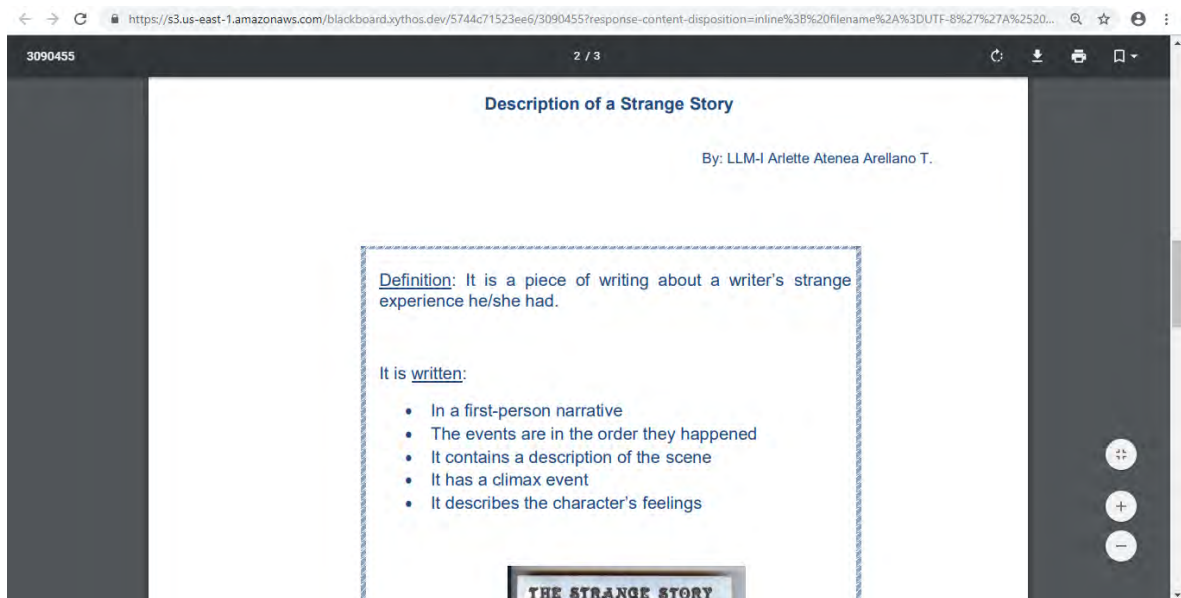 https://s3.us-east-1.amazonaws.com/blackboard.xythos.dev/5744c71523ee6/3090455?response-content-disposition=inline%3B%20filename%2A%3DUTF-8%27%27A%2520...
3090455
2 / 3
Description of a Strange Story
By: LLM-I Arlette Atenea Arellano T.
Definition: It is a piece of writing about a writer's strange
experience he/she had.
It is written:
• In a first-person narrative
• The events are in the order they happened
• It contains a description of the scene
• It has a climax event
• It describes the character's feelings
THE STRANGE STORY